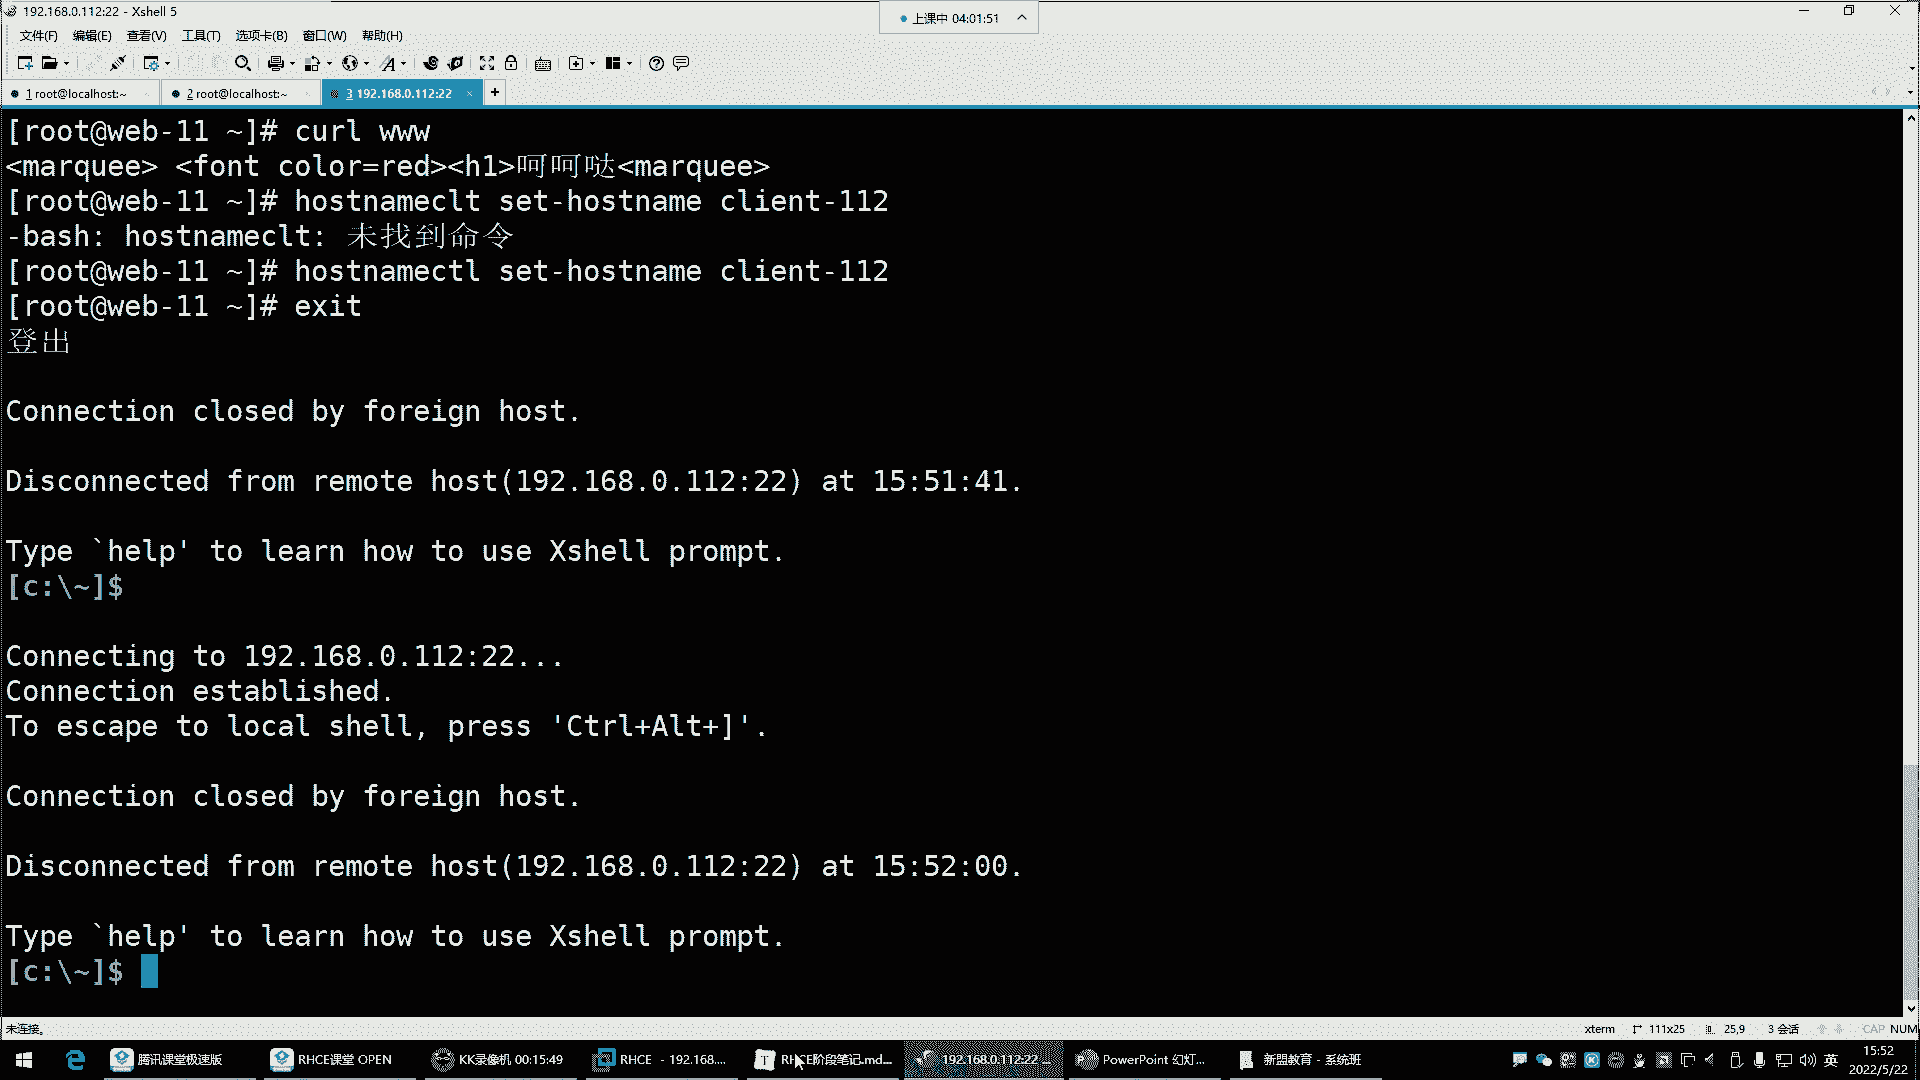 192.168.0.112:22 - Xshell 5
上课中 04:01:51
文件(F) 编辑(E) 查看(V) 工具(T) 选项卡(B) 窗口(W) 帮助(H)
1 root@localhost:~ 2 root@localhost:~ 3 192.168.0.112:22
[root@web-11 ~]# curl www
<marquee> <font color=red><h1>呵呵哒<marquee>
[root@web-11 ~]# hostnameclt set-hostname client-112
-bash: hostnameclt: 未找到命令
[root@web-11 ~]# hostnamectl set-hostname client-112
[root@web-11 ~]# exit
登出
Connection closed by foreign host.
Disconnected from remote host(192.168.0.112:22) at 15:51:41.
Type `help' to learn how to use Xshell prompt.
[c:\~]$
Connecting to 192.168.0.112:22...
Connection established.
To escape to local shell, press 'Ctrl+Alt+]'.
Connection closed by foreign host.
Disconnected from remote host(192.168.0.112:22) at 15:52:00.
Type `help' to learn how to use Xshell prompt.
[c:\~]$
未连接。 xterm 111x25 25,9 3 会话 CAP NUM
腾讯课堂极速版 RHCE课堂 OPEN KK录像机 00:15:49 RHCE - 192.168.... RHCE阶段笔记.md... 192.168.0.112:22 ... PowerPoint 幻灯... 新盟教育 - 系统班 英 15:52
2022/5/22